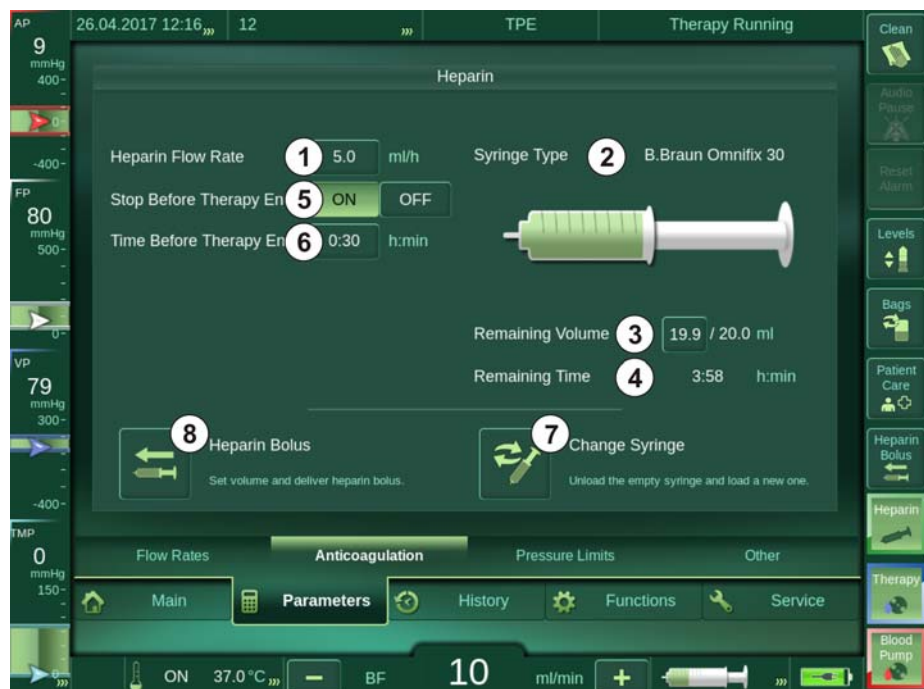 AP
26.04.2017 12:16
12
TPE
Therapy Running
Clean
9
mmHg
400
0
-400
Heparin
Audio
Pause
Heparin Flow Rate 1 5.0 ml/h
Syringe Type 2 B.Braun Omnifix 30
Reset
Alarm
FP
80
mmHg
500
0
Stop Before Therapy En 5 ON OFF
Time Before Therapy En 6 0:30 h:min
Levels
Bags
Remaining Volume 3 19.9 / 20.0 ml
Remaining Time 4 3:58 h:min
VP
79
mmHg
300
-400
Patient
Care
8
Heparin Bolus
Set volume and deliver heparin bolus.
7
Change Syringe
Unload the empty syringe and load a new one.
Heparin
Bolus
Heparin
TMP
0
mmHg
150
0
Flow Rates Anticoagulation Pressure Limits Other
Main Parameters History Functions Service
Therapy
Blood
Pump
ON 37.0 °C
BF 10 ml/min